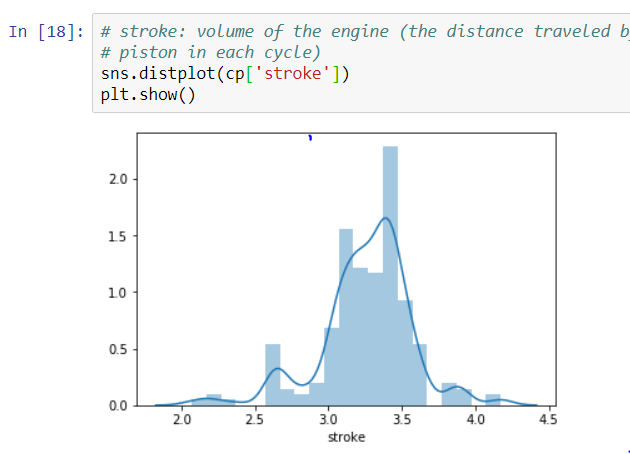 In [18]: # stroke: volume of the engine (the distance traveled b
# piston in each cycle)
sns.distplot(cp['stroke'])
plt.show()
2.0
1.5
1.0
0.5
0.0
2.0 2.5 3.0 3.5 4.0 4.5
stroke